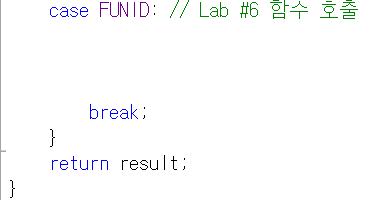 case FUNID: // Lab #6 함수 호출
break;
}
return result;
}